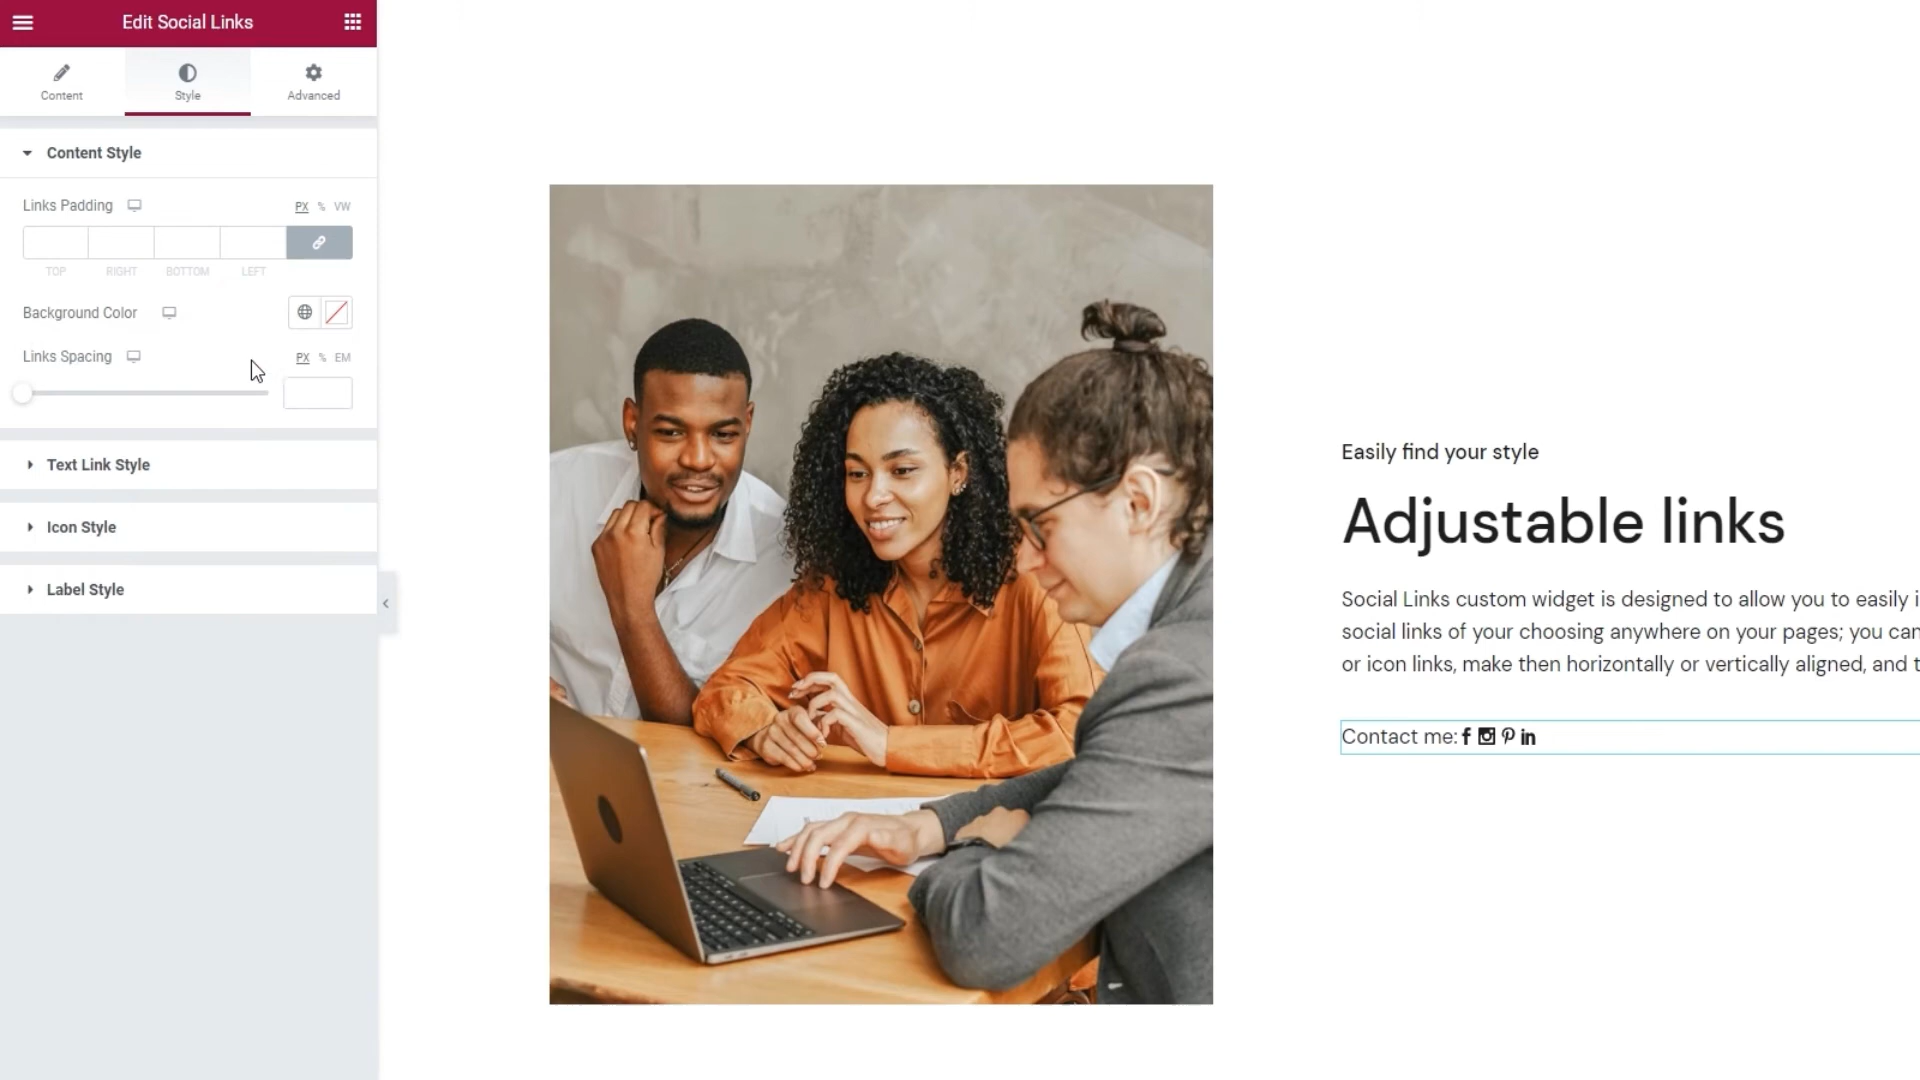 Edit Social Links
Content
Style
Advanced
Content Style
Links Padding
PX % VW
TOP RIGHT BOTTOM LEFT
Background Color
Links Spacing
PX % EM
Text Link Style
Icon Style
Label Style
Easily find your style
Adjustable links
Social Links custom widget is designed to allow you to easily i
social links of your choosing anywhere on your pages; you can
or icon links, make then horizontally or vertically aligned, and t
Contact me: